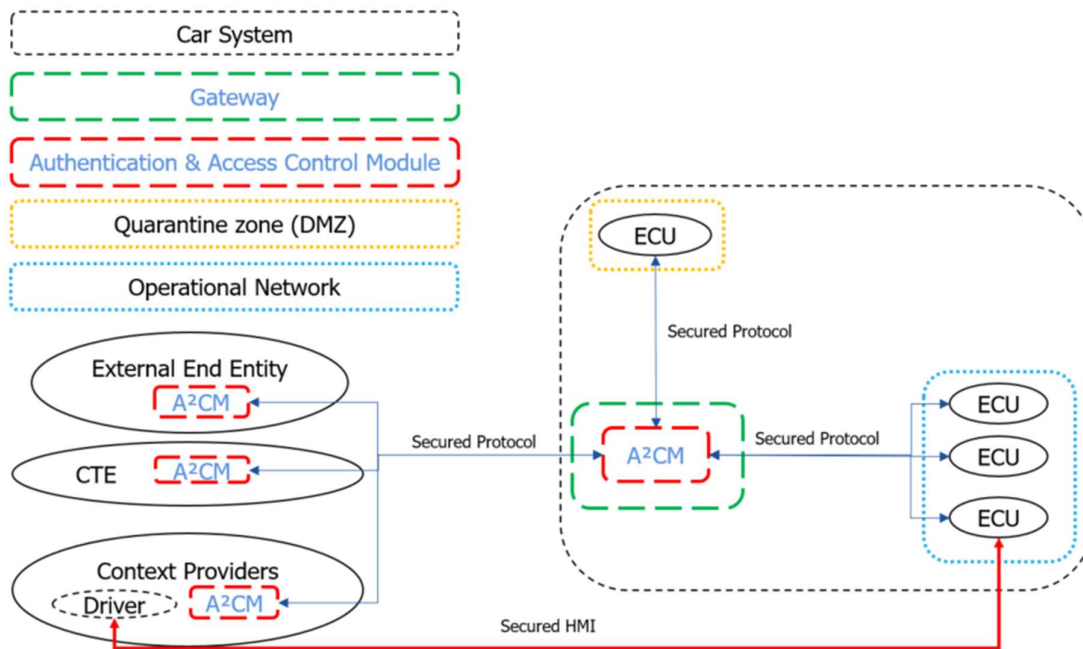 Car System
Gateway
Authentication & Access Control Module
Quarantine zone (DMZ)
Operational Network
External End Entity
A²CM
CTE
A²CM
Context Providers
Driver
A²CM
Secured Protocol
ECU
Secured Protocol
A²CM
Secured Protocol
ECU
ECU
ECU
Secured HMI